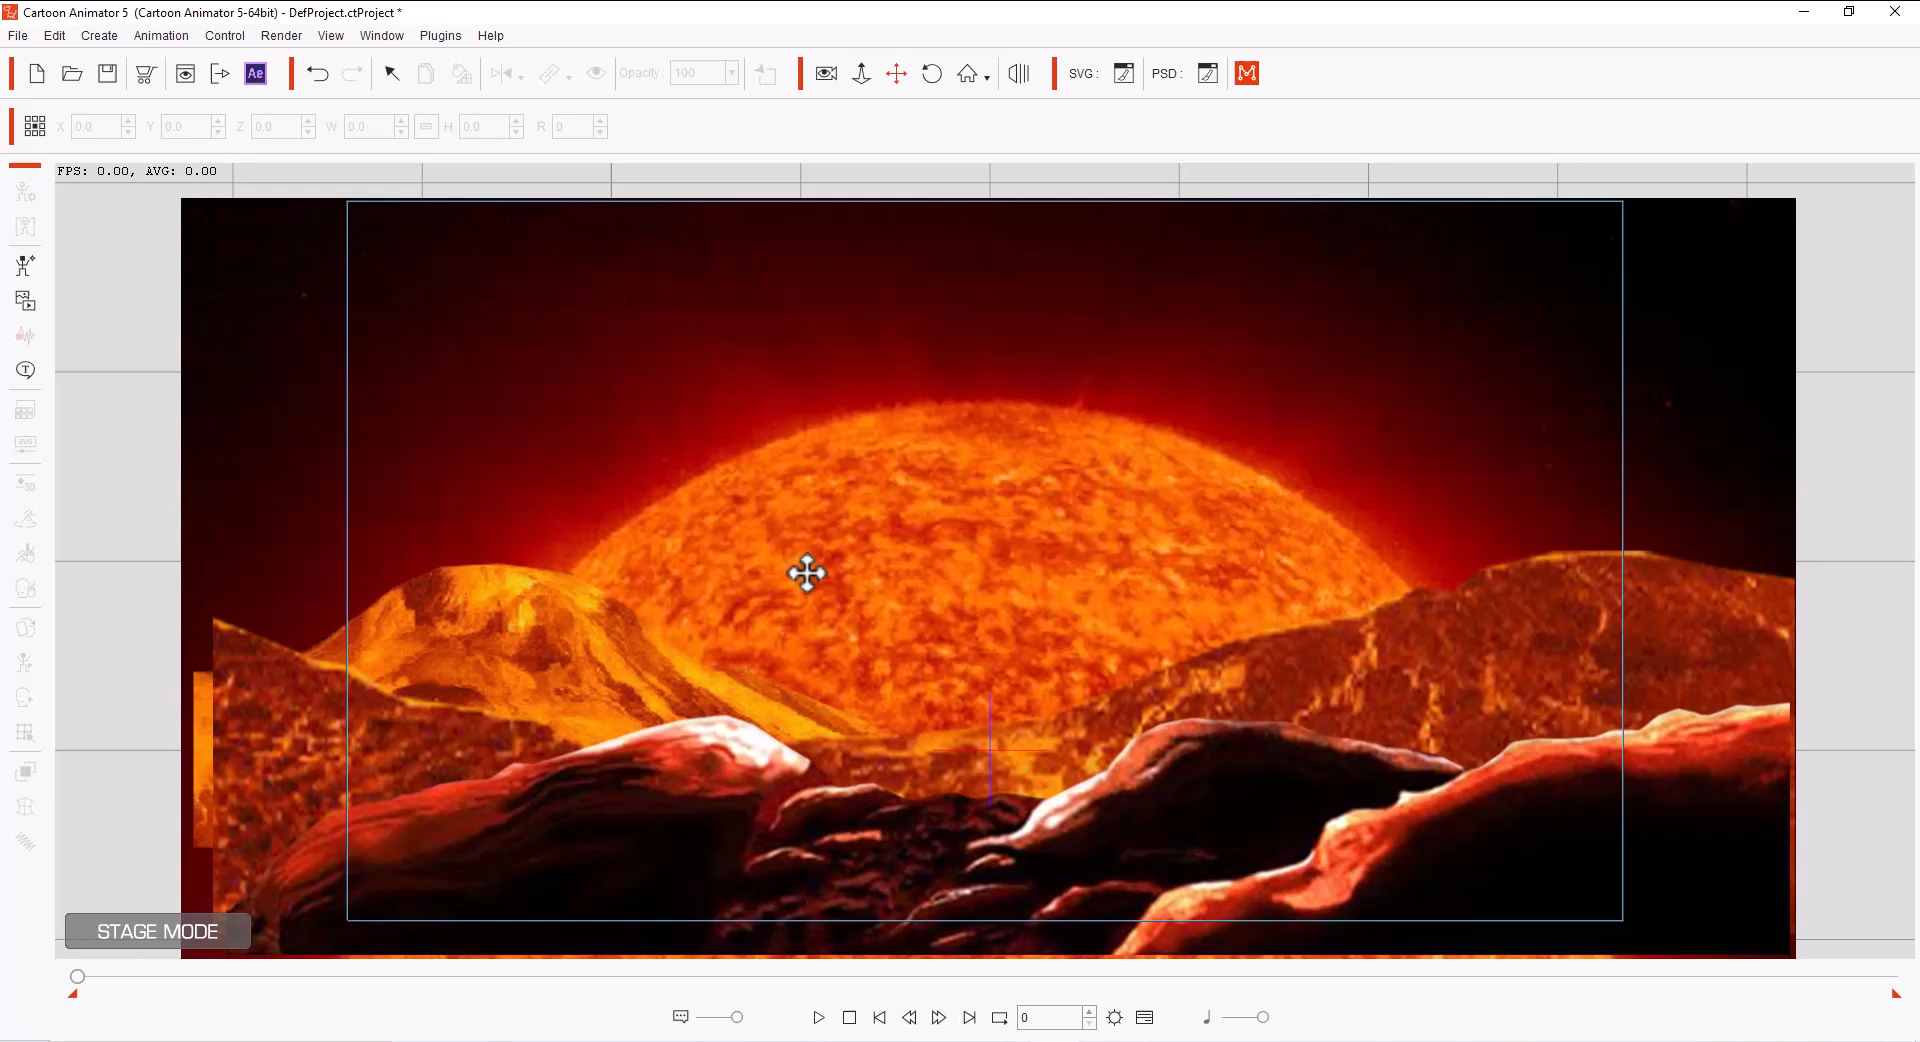 Cartoon Animator 5  (Cartoon Animator 5-64bit) - DefProject.ctProject *
File Edit Create Animation Control Render View Window Plugins Help
Ae Opacity : 100 SVG : PSD :
X 0.0 Y 0.0 Z 0.0 W 0.0 H 0.0 R 0
FPS: 0.00, AVG: 0.00
T
SVG
3D
STAGE MODE
0